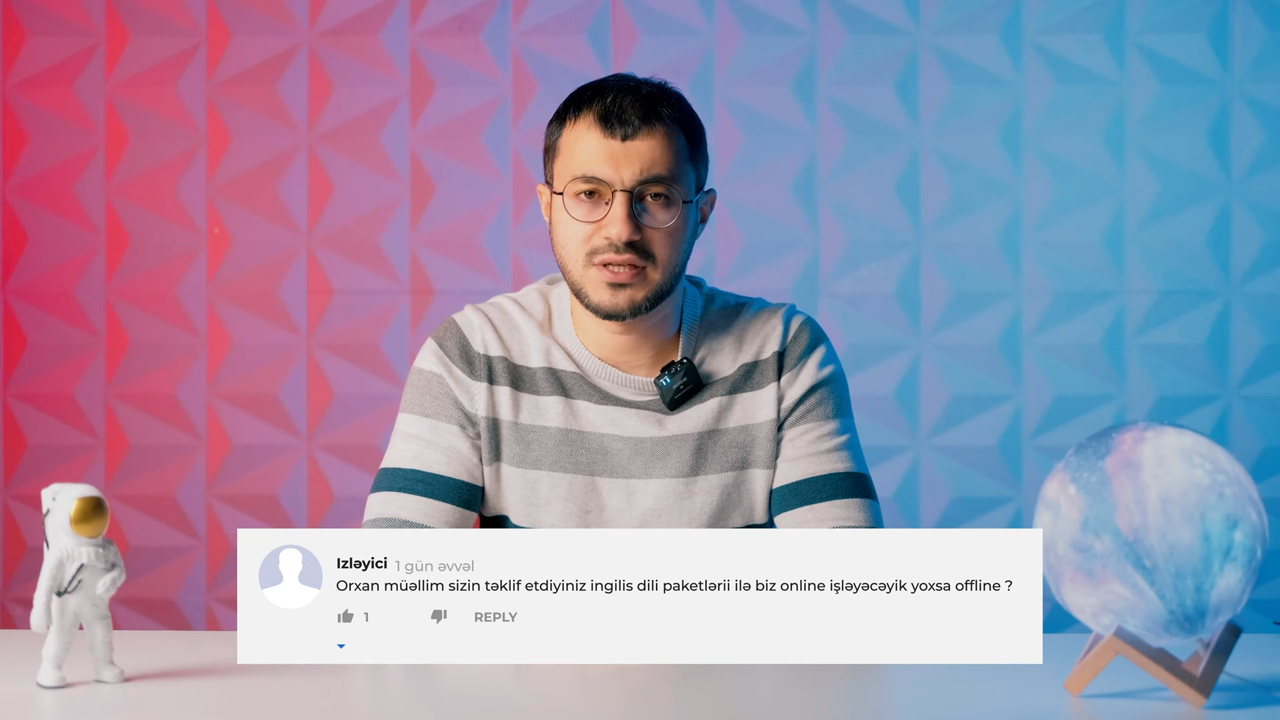 Izləyici 1 gün əvvəl
Orxan müəllim sizin təklif etdiyiniz ingilis dili paketlərii ilə biz online işləyəcəyik yoxsa offline ?
1 REPLY